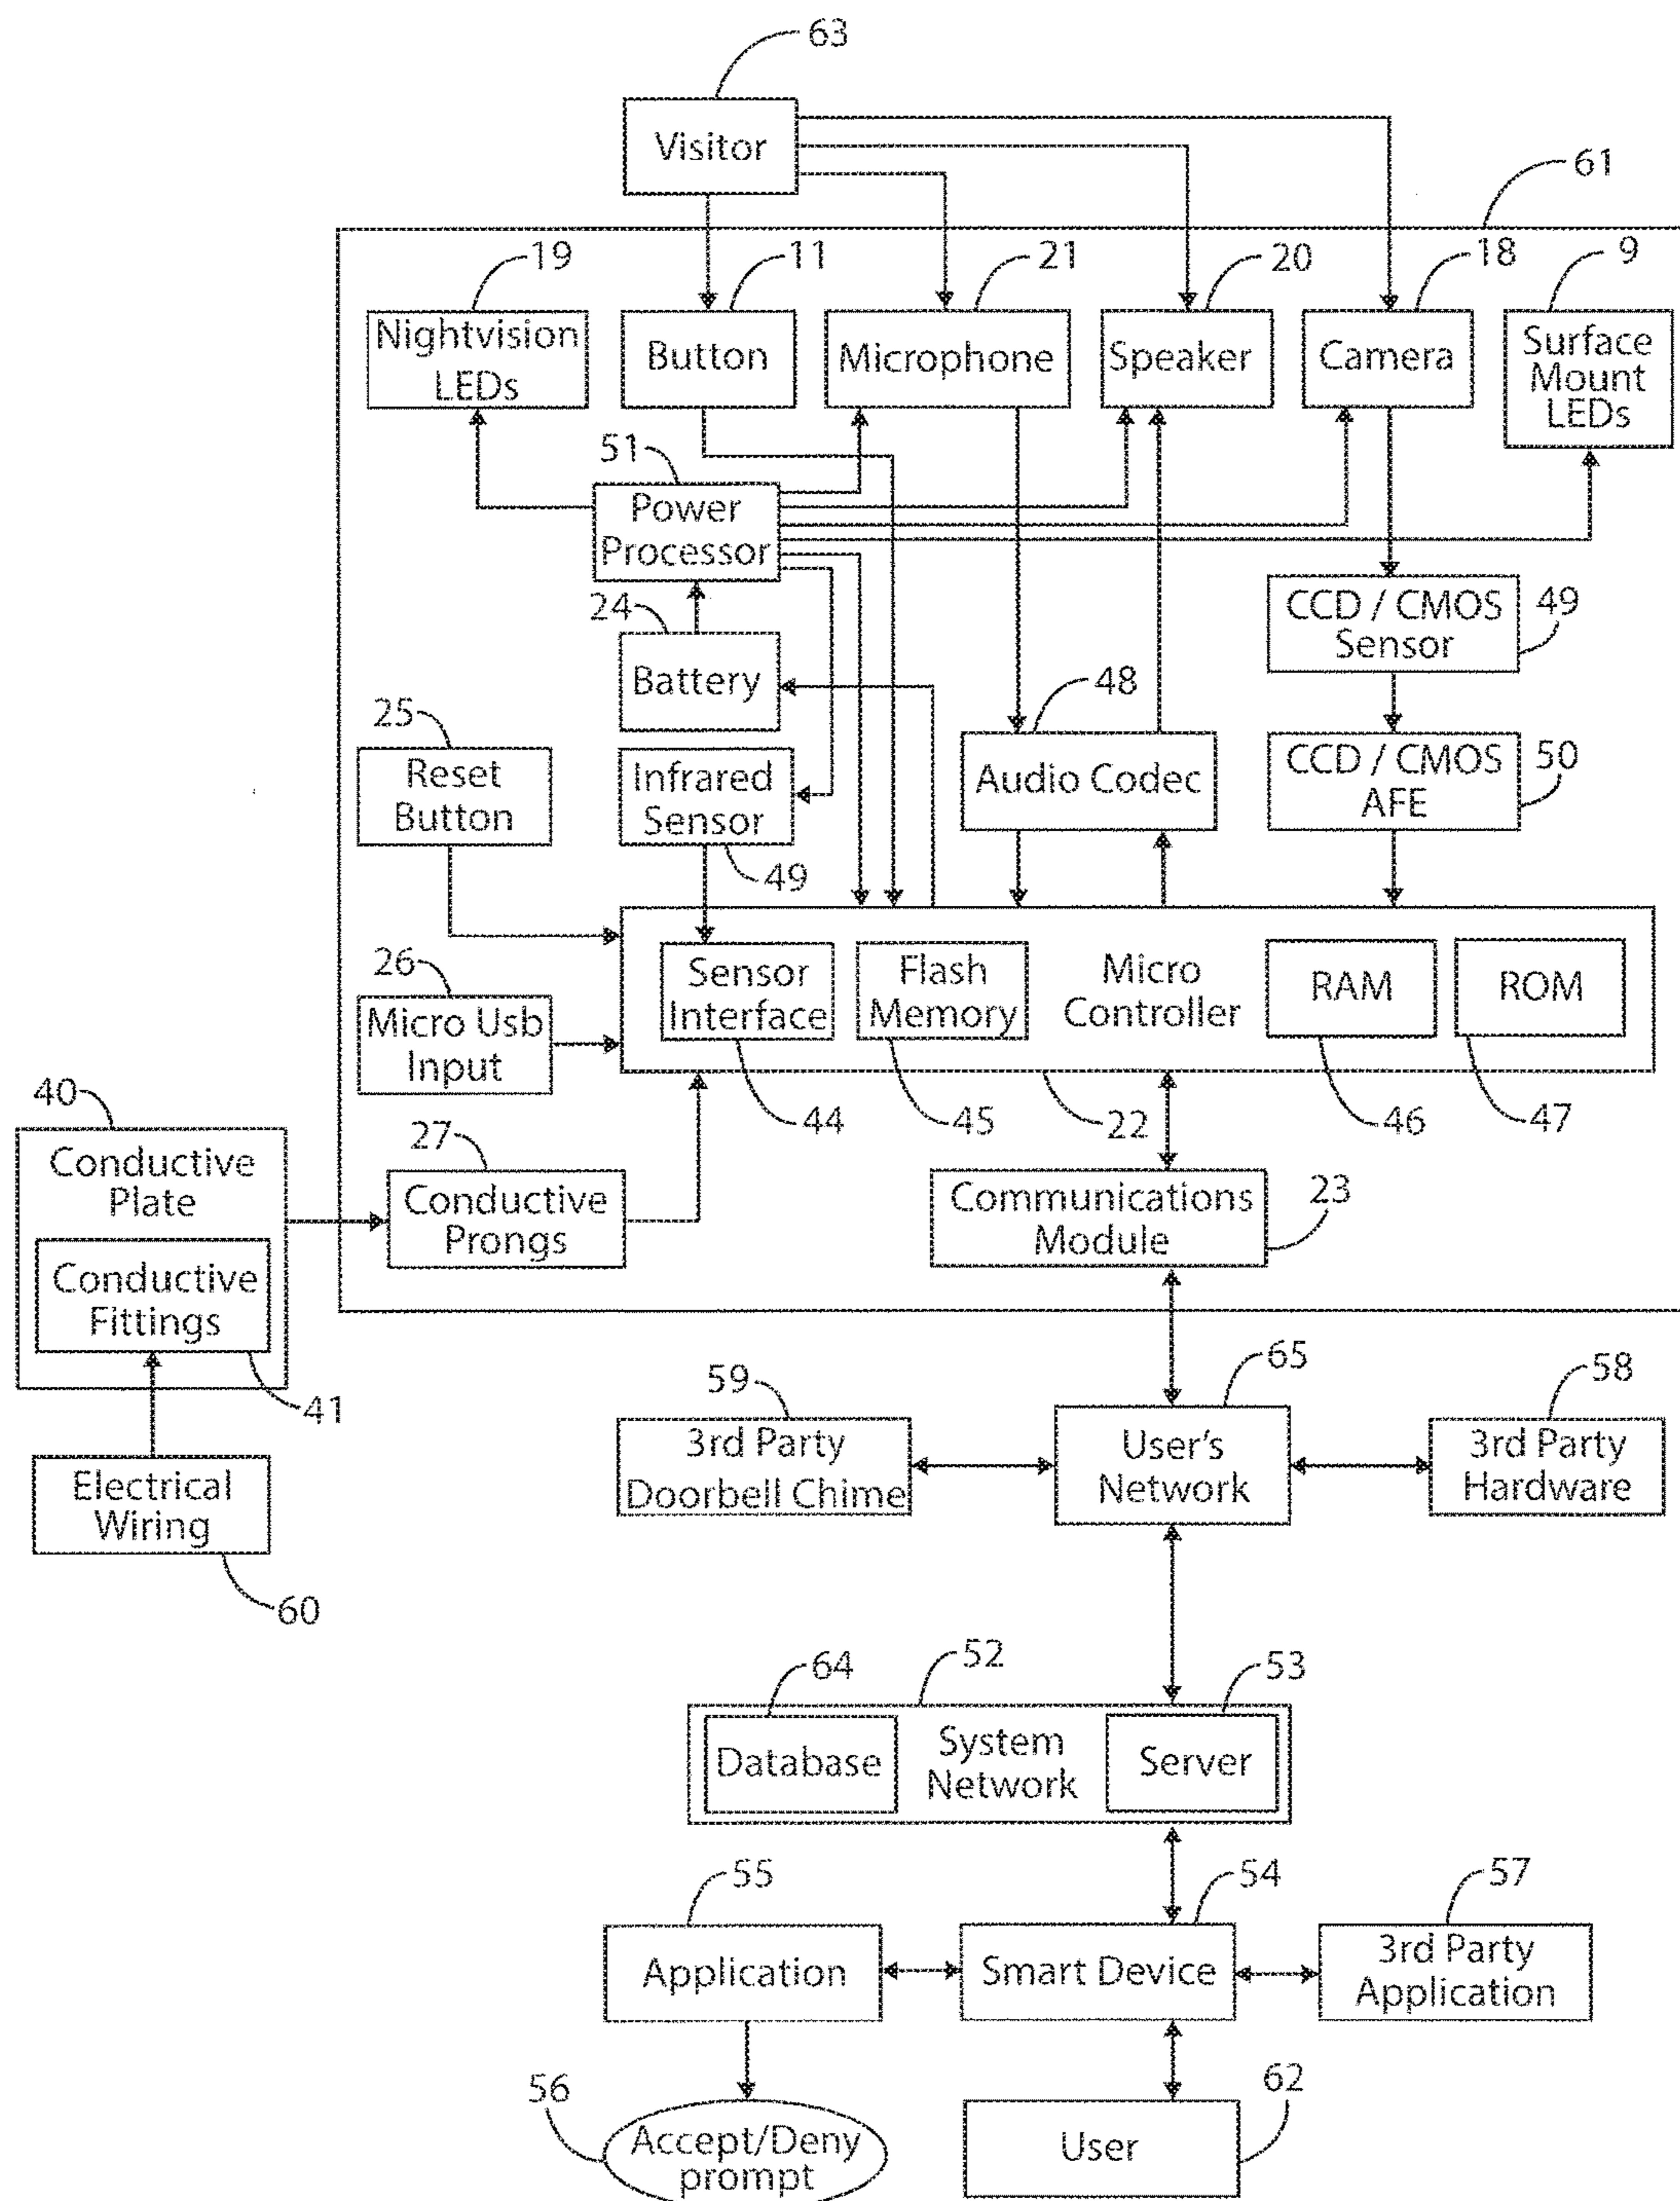 63
Visitor
61
19
11
21
20
18
9
Nightvision
LEDs
Button
Microphone
Speaker
Camera
Surface
Mount
LEDs
51
Power
Processor
24
Battery
CCD / CMOS
Sensor
49
25
Reset
Button
Infrared
Sensor
49
48
Audio Codec
CCD / CMOS
AFE
50
26
Micro Usb
Input
Sensor
Interface
Flash
Memory
Micro
Controller
RAM
ROM
44
45
22
46
47
40
Conductive
Plate
Conductive
Fittings
41
27
Conductive
Prongs
Communications
Module
23
Electrical
Wiring
60
59
3rd Party
Doorbell Chime
65
User's
Network
58
3rd Party
Hardware
64
52
53
Database
System
Network
Server
55
54
57
Application
Smart Device
3rd Party
Application
56
Accept/Deny
prompt
62
User